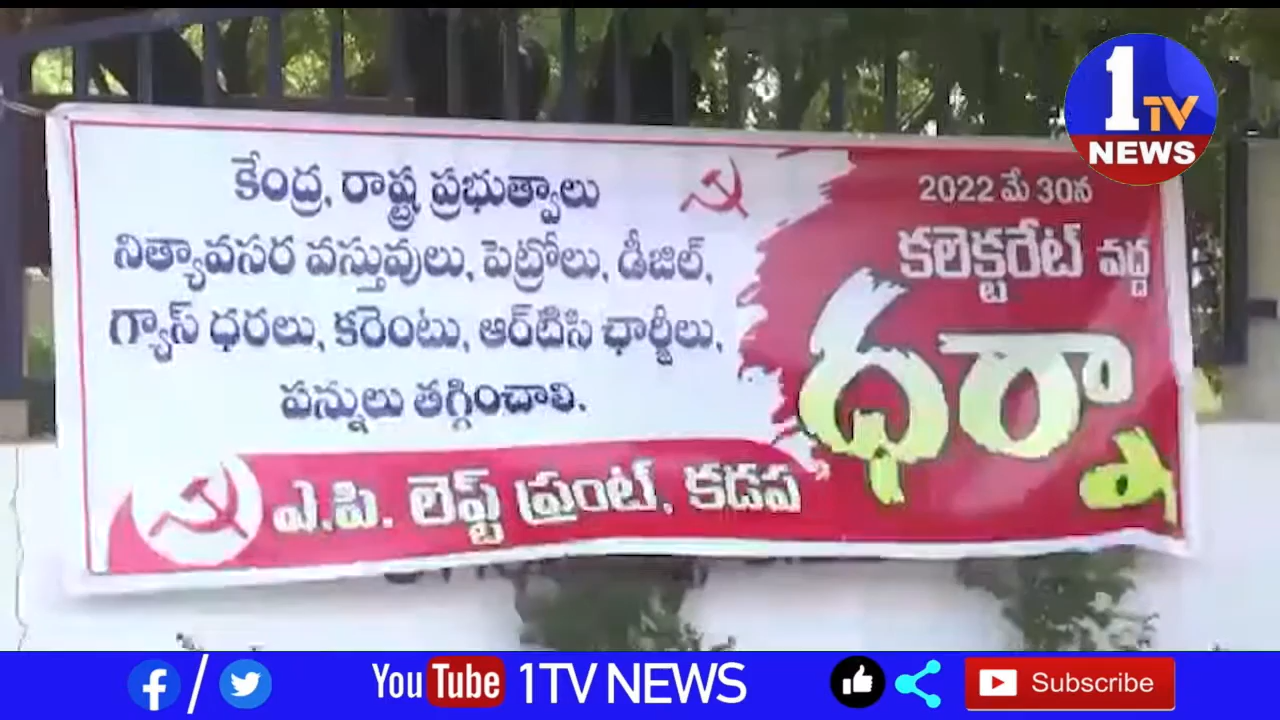 కేంద్ర, రాష్ట్ర ప్రభుత్వాలు
నిత్యావసర వస్తువులు, పెట్రోలు, డీజిల్,
గ్యాస్ ధరలు, కరెంటు, ఆర్‌టిసి ఛార్జీలు,
పన్నులు తగ్గించాలి.
ఎ.పి. లెఫ్ట్ ఫ్రంట్, కడప
2022 మే 30న
కలెక్టరేట్ వద్ద
ధర్నా
1TV
NEWS
YouTube 1TV NEWS
Subscribe